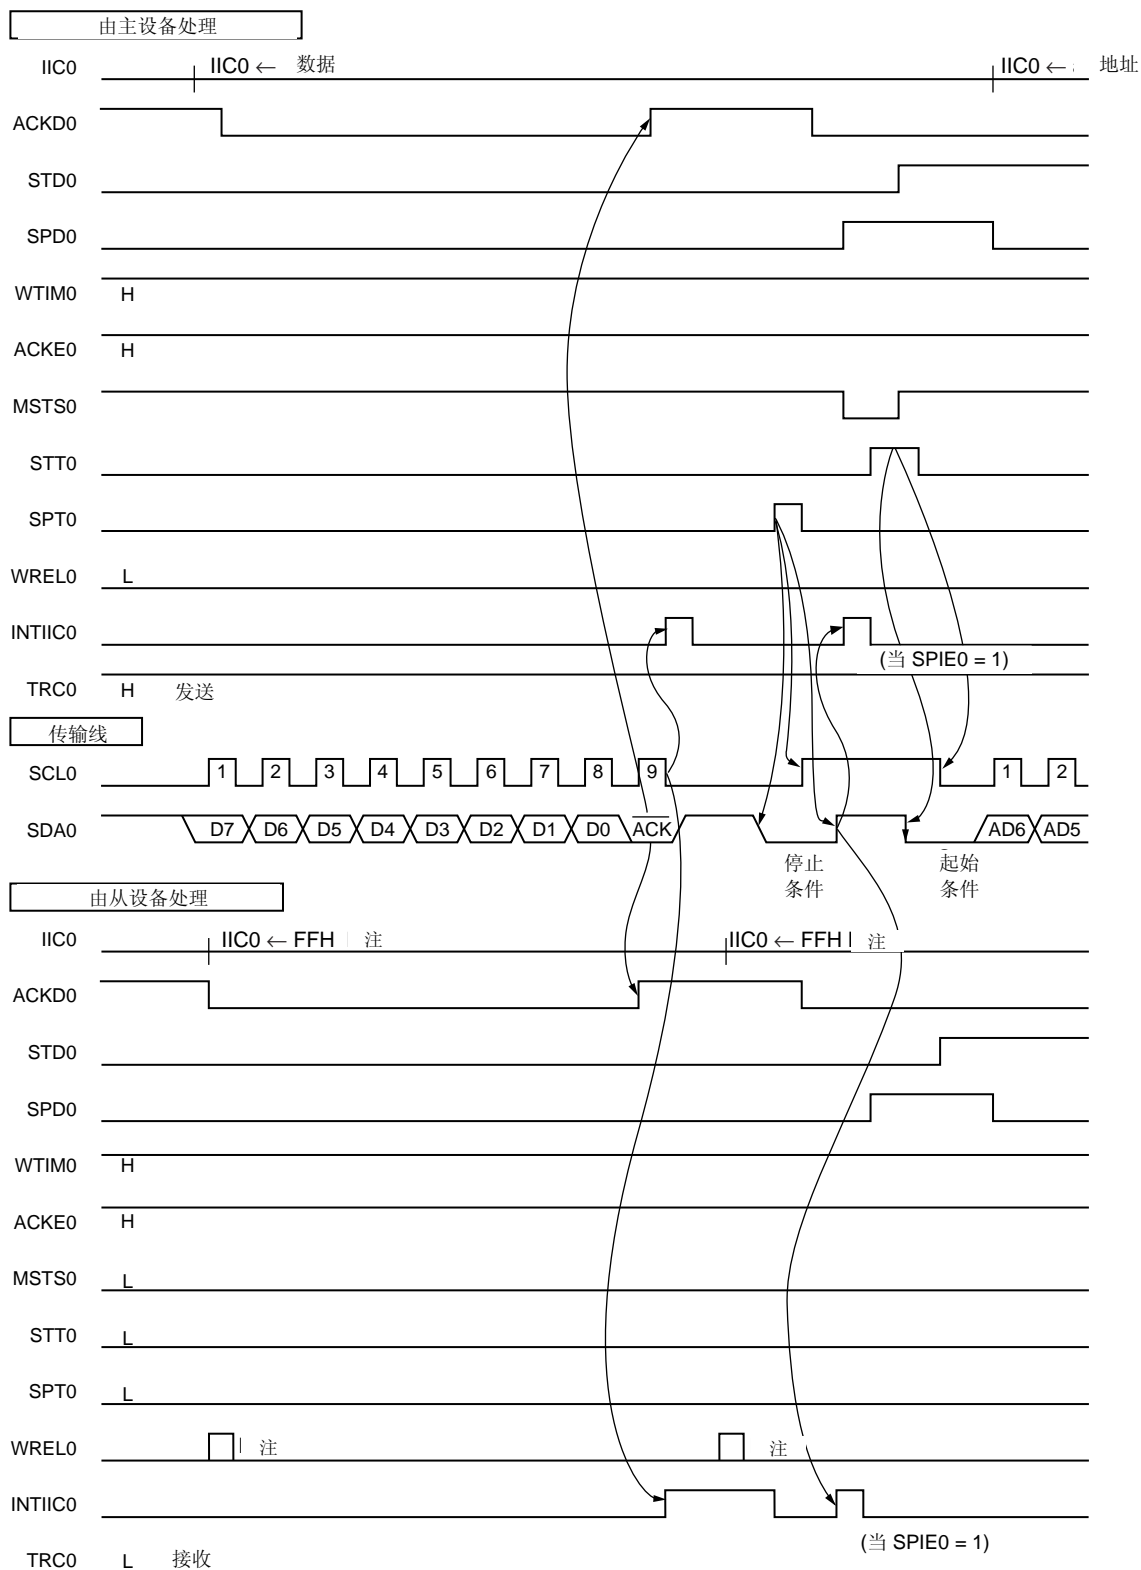 由主设备处理
IIC0 IIC0 ← 数据 IIC0 ← 地址
ACKD0
STD0
SPD0
WTIM0 H
ACKE0 H
MSTS0
STT0
SPT0
WREL0 L
INTIIC0
(当 SPIE0 = 1)
TRC0 H 发送
传输线
SCL0 1 2 3 4 5 6 7 8 9 1 2
SDA0 D7 D6 D5 D4 D3 D2 D1 D0 ACK AD6 AD5
停止 起始
条件 条件
由从设备处理
IIC0 IIC0 ← FFH 注 IIC0 ← FFH 注
ACKD0
STD0
SPD0
WTIM0 H
ACKE0 H
MSTS0 L
STT0 L
SPT0 L
WREL0 注 注
INTIIC0
(当 SPIE0 = 1)
TRC0 L 接收